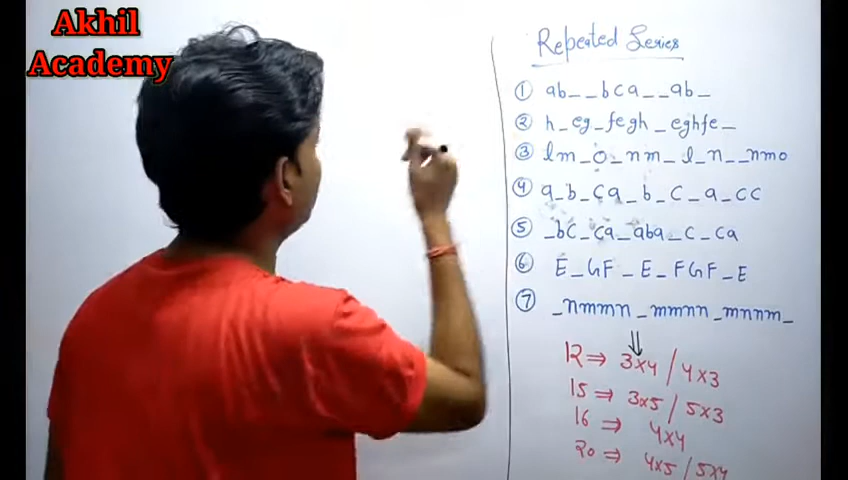 Akhil
Academy
Repeated Series
① ab__bca__ab_
② h_eg_fegh_eghfe_
③ lm_o_nm_l_n__nmo
④ a_b_ca_b_c_a_cc
⑤ _bc_ca_aba_c_ca
⑥ E_GF_E_FGF_E
⑦ _nmmn_mmnn_mnnm_
⇓
12 ⇒ 3x4 / 4x3
15 ⇒ 3x5 / 5x3
16 ⇒ 4x4
20 ⇒ 4x5 / 5x4